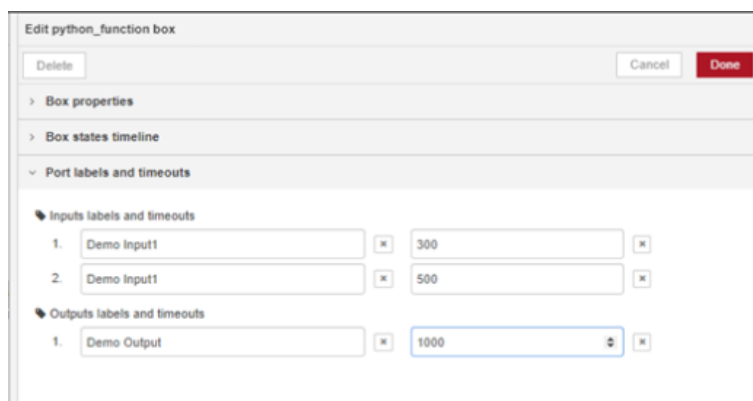 Edit python_function box
Delete Cancel Done
Box properties
Box states timeline
Port labels and timeouts
Inputs labels and timeouts
1. Demo Input1 300
2. Demo Input1 500
Outputs labels and timeouts
1. Demo Output 1000